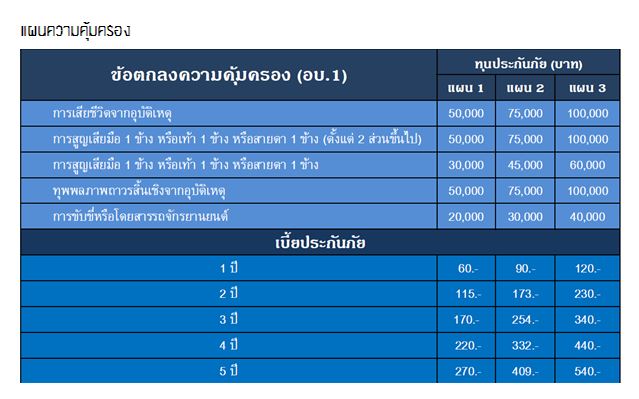 แผนความคุ้มครอง
ข้อตกลงความคุ้มครอง (อบ.1) ทุนประกันภัย (บาท)
แผน 1 แผน 2 แผน 3
การเสียชีวิตจากอุบัติเหตุ 50,000 75,000 100,000
การสูญเสียมือ 1 ข้าง หรือเท้า 1 ข้าง หรือสายตา 1 ข้าง (ตั้งแต่ 2 ส่วนขึ้นไป) 50,000 75,000 100,000
การสูญเสียมือ 1 ข้าง หรือเท้า 1 ข้าง หรือสายตา 1 ข้าง 30,000 45,000 60,000
ทุพพลภาพถาวรสิ้นเชิงจากอุบัติเหตุ 50,000 75,000 100,000
การขับขี่หรือโดยสารรถจักรยานยนต์ 20,000 30,000 40,000
เบี้ยประกันภัย
1 ปี 60.- 90.- 120.-
2 ปี 115.- 173.- 230.-
3 ปี 170.- 254.- 340.-
4 ปี 220.- 332.- 440.-
5 ปี 270.- 409.- 540.-